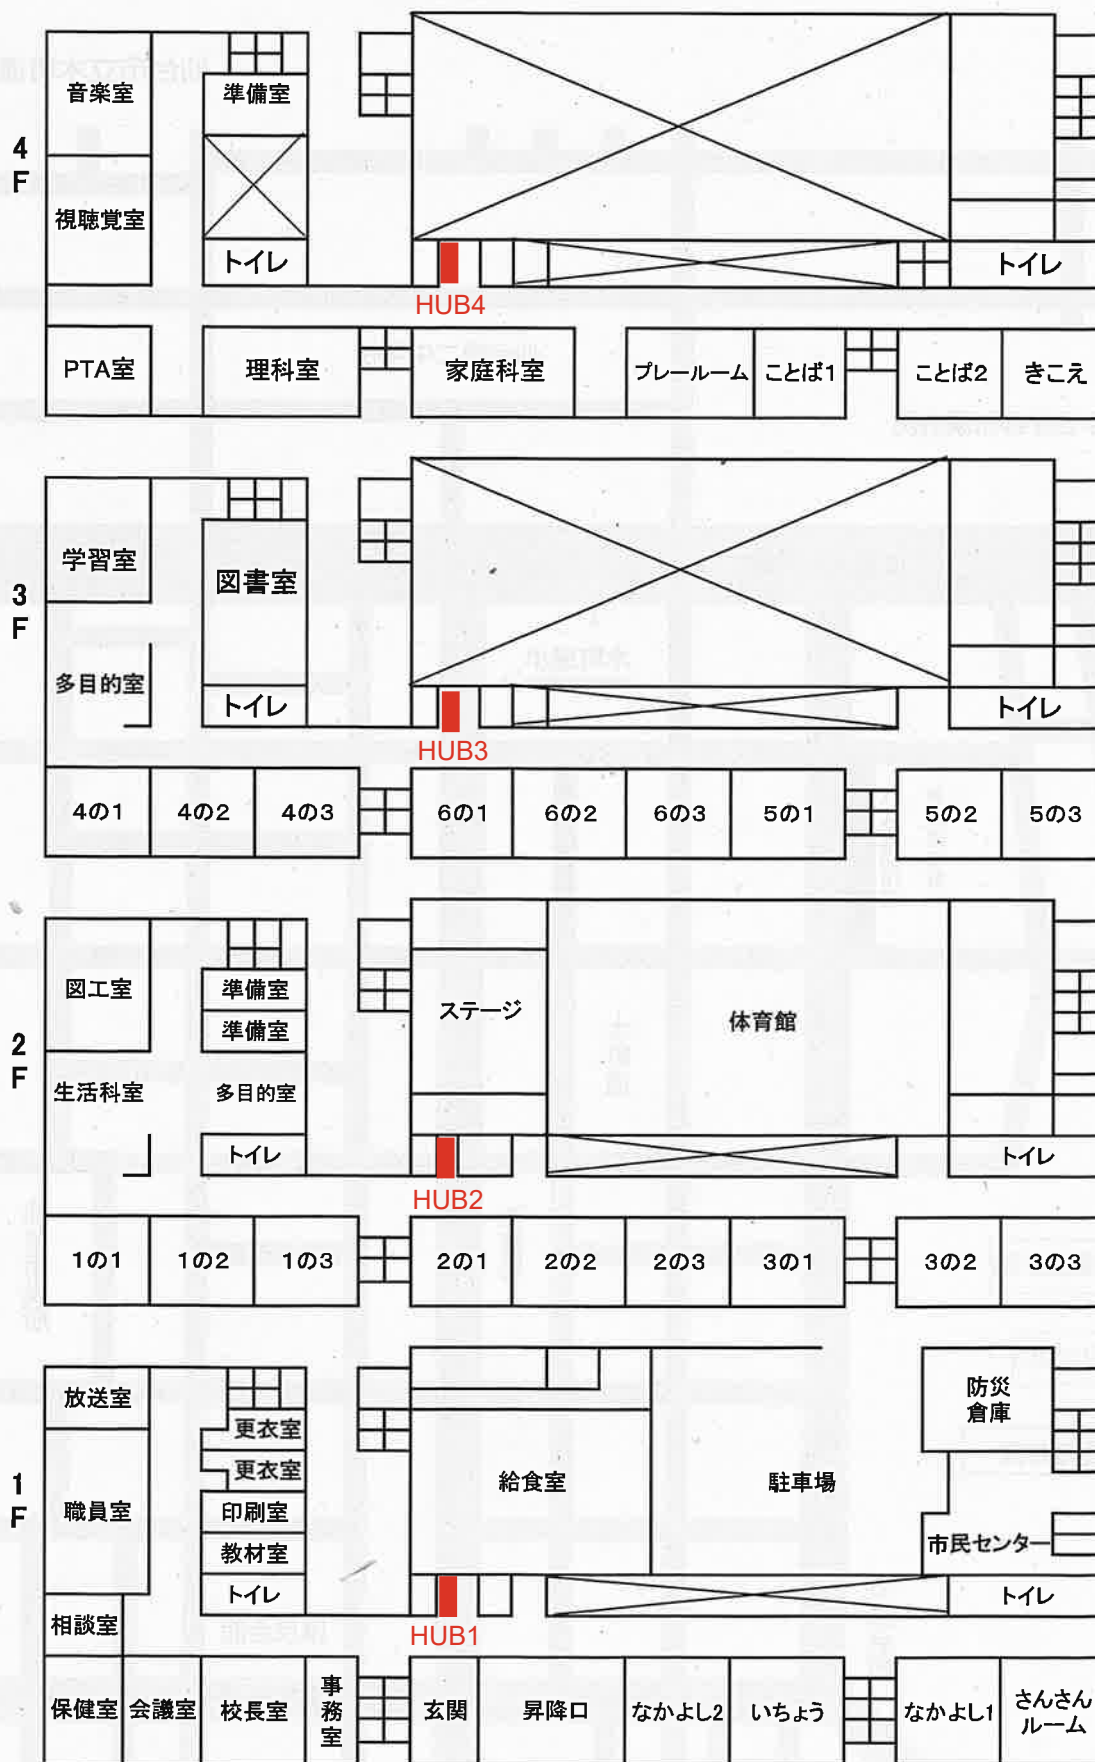 4F
音楽室
準備室
視聴覚室
トイレ
トイレ
HUB4
PTA室
理科室
家庭科室
プレールーム
ことば1
ことば2
きこえ
3F
学習室
図書室
多目的室
トイレ
トイレ
HUB3
4の1
4の2
4の3
6の1
6の2
6の3
5の1
5の2
5の3
2F
図工室
準備室
準備室
ステージ
体育館
生活科室
多目的室
トイレ
トイレ
HUB2
1の1
1の2
1の3
2の1
2の2
2の3
3の1
3の2
3の3
1F
放送室
更衣室
更衣室
職員室
印刷室
教材室
トイレ
給食室
駐車場
防災
倉庫
市民センター
トイレ
相談室
HUB1
保健室
会議室
校長室
事務室
玄関
昇降口
なかよし2
いちょう
なかよし1
さんさん
ルーム